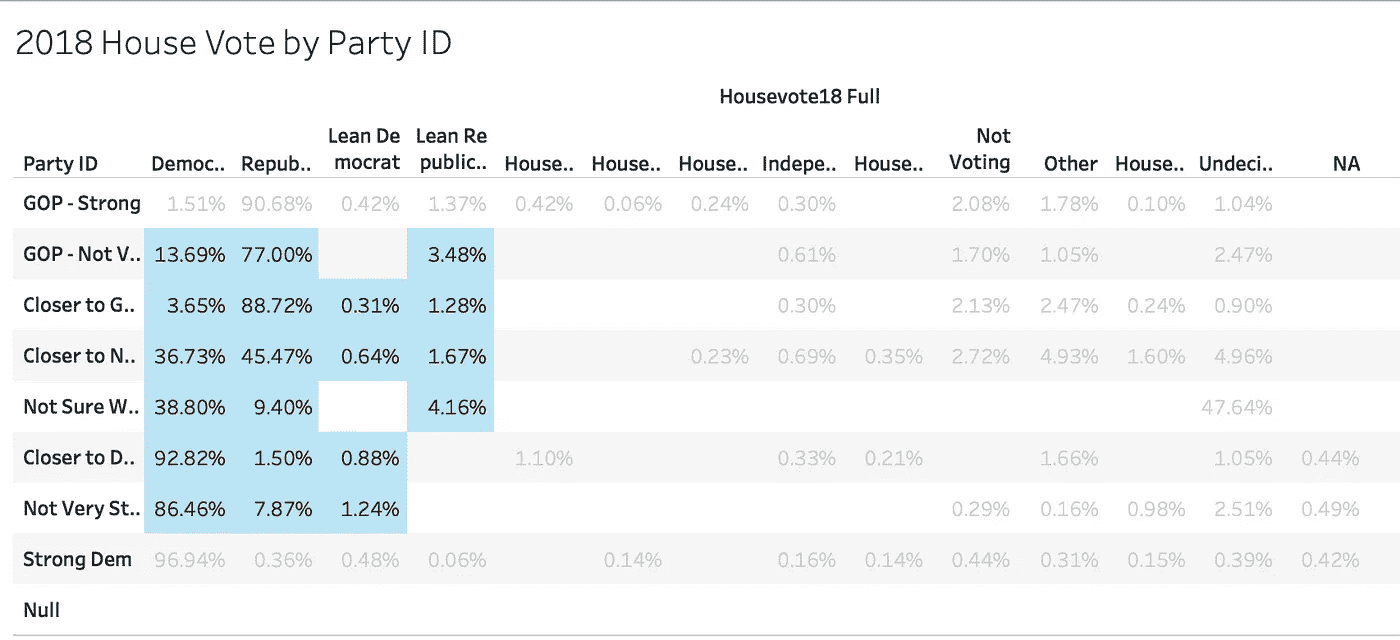 2018 House Vote by Party ID
Housevote18 Full
Party ID Democ.. Repub.. Lean De mocrat Lean Re public.. House.. House.. House.. Indepe.. House.. Not Voting Other House.. Undeci.. NA
GOP - Strong 1.51% 90.68% 0.42% 1.37% 0.42% 0.06% 0.24% 0.30% 2.08% 1.78% 0.10% 1.04%
GOP - Not V.. 13.69% 77.00% 3.48% 0.61% 1.70% 1.05% 2.47%
Closer to G.. 3.65% 88.72% 0.31% 1.28% 0.30% 2.13% 2.47% 0.24% 0.90%
Closer to N.. 36.73% 45.47% 0.64% 1.67% 0.23% 0.69% 0.35% 2.72% 4.93% 1.60% 4.96%
Not Sure W.. 38.80% 9.40% 4.16% 47.64%
Closer to D.. 92.82% 1.50% 0.88% 1.10% 0.33% 0.21% 1.66% 1.05% 0.44%
Not Very St.. 86.46% 7.87% 1.24% 0.29% 0.16% 0.98% 2.51% 0.49%
Strong Dem 96.94% 0.36% 0.48% 0.06% 0.14% 0.16% 0.14% 0.44% 0.31% 0.15% 0.39% 0.42%
Null